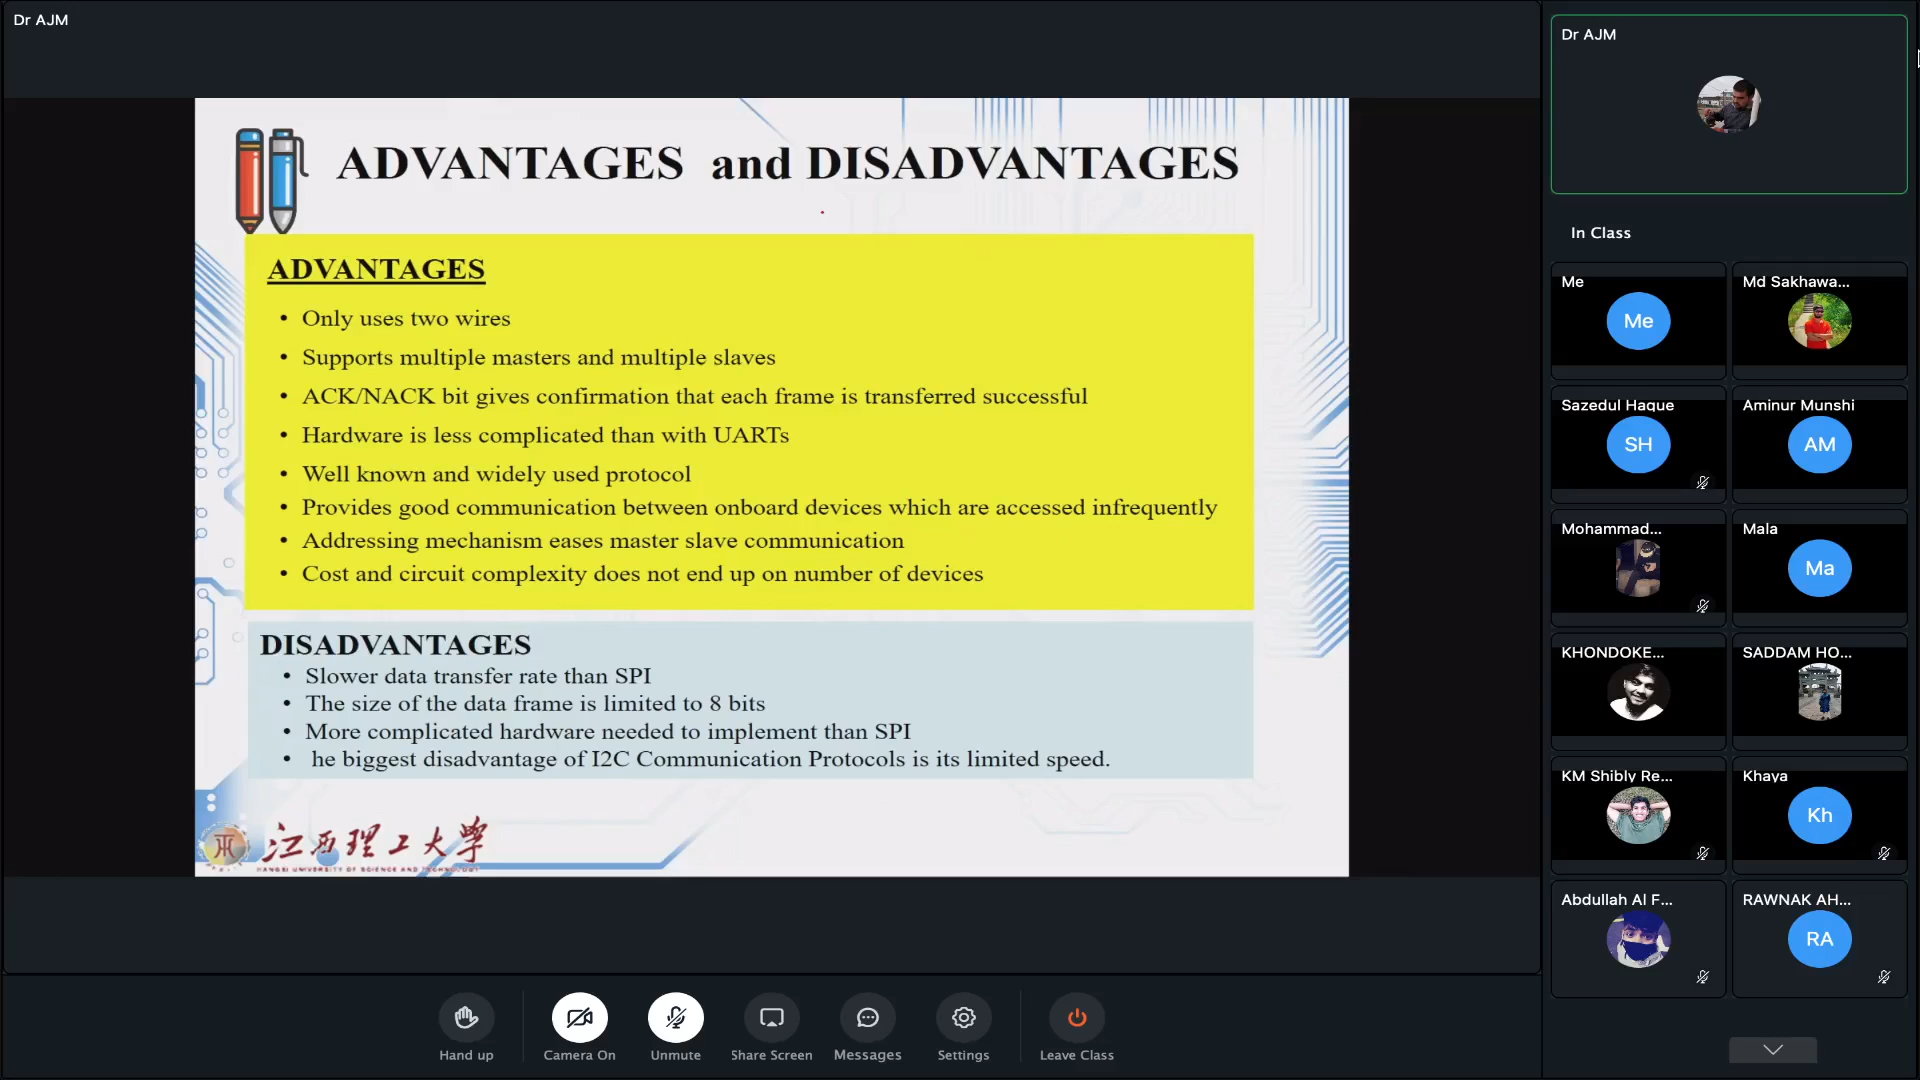 Dr AJM
ADVANTAGES and DISADVANTAGES
ADVANTAGES
• Only uses two wires
• Supports multiple masters and multiple slaves
• ACK/NACK bit gives confirmation that each frame is transferred successful
• Hardware is less complicated than with UARTs
• Well known and widely used protocol
• Provides good communication between onboard devices which are accessed infrequently
• Addressing mechanism eases master slave communication
• Cost and circuit complexity does not end up on number of devices
DISADVANTAGES
• Slower data transfer rate than SPI
• The size of the data frame is limited to 8 bits
• More complicated hardware needed to implement than SPI
• he biggest disadvantage of I2C Communication Protocols is its limited speed.
江西理工大学
UNIVERSITY OF SCIENCE AND TECHNOLOGY
Hand up
Camera On
Unmute
Share Screen
Messages
Settings
Leave Class
Dr AJM
In Class
Me
Me
Md Sakhawa...
Sazedul Haque
SH
Aminur Munshi
AM
Mohammad...
Mala
Ma
KHONDOKE...
SADDAM HO...
KM Shibly Re...
Khaya
Kh
Abdullah Al F...
RAWNAK AH...
RA